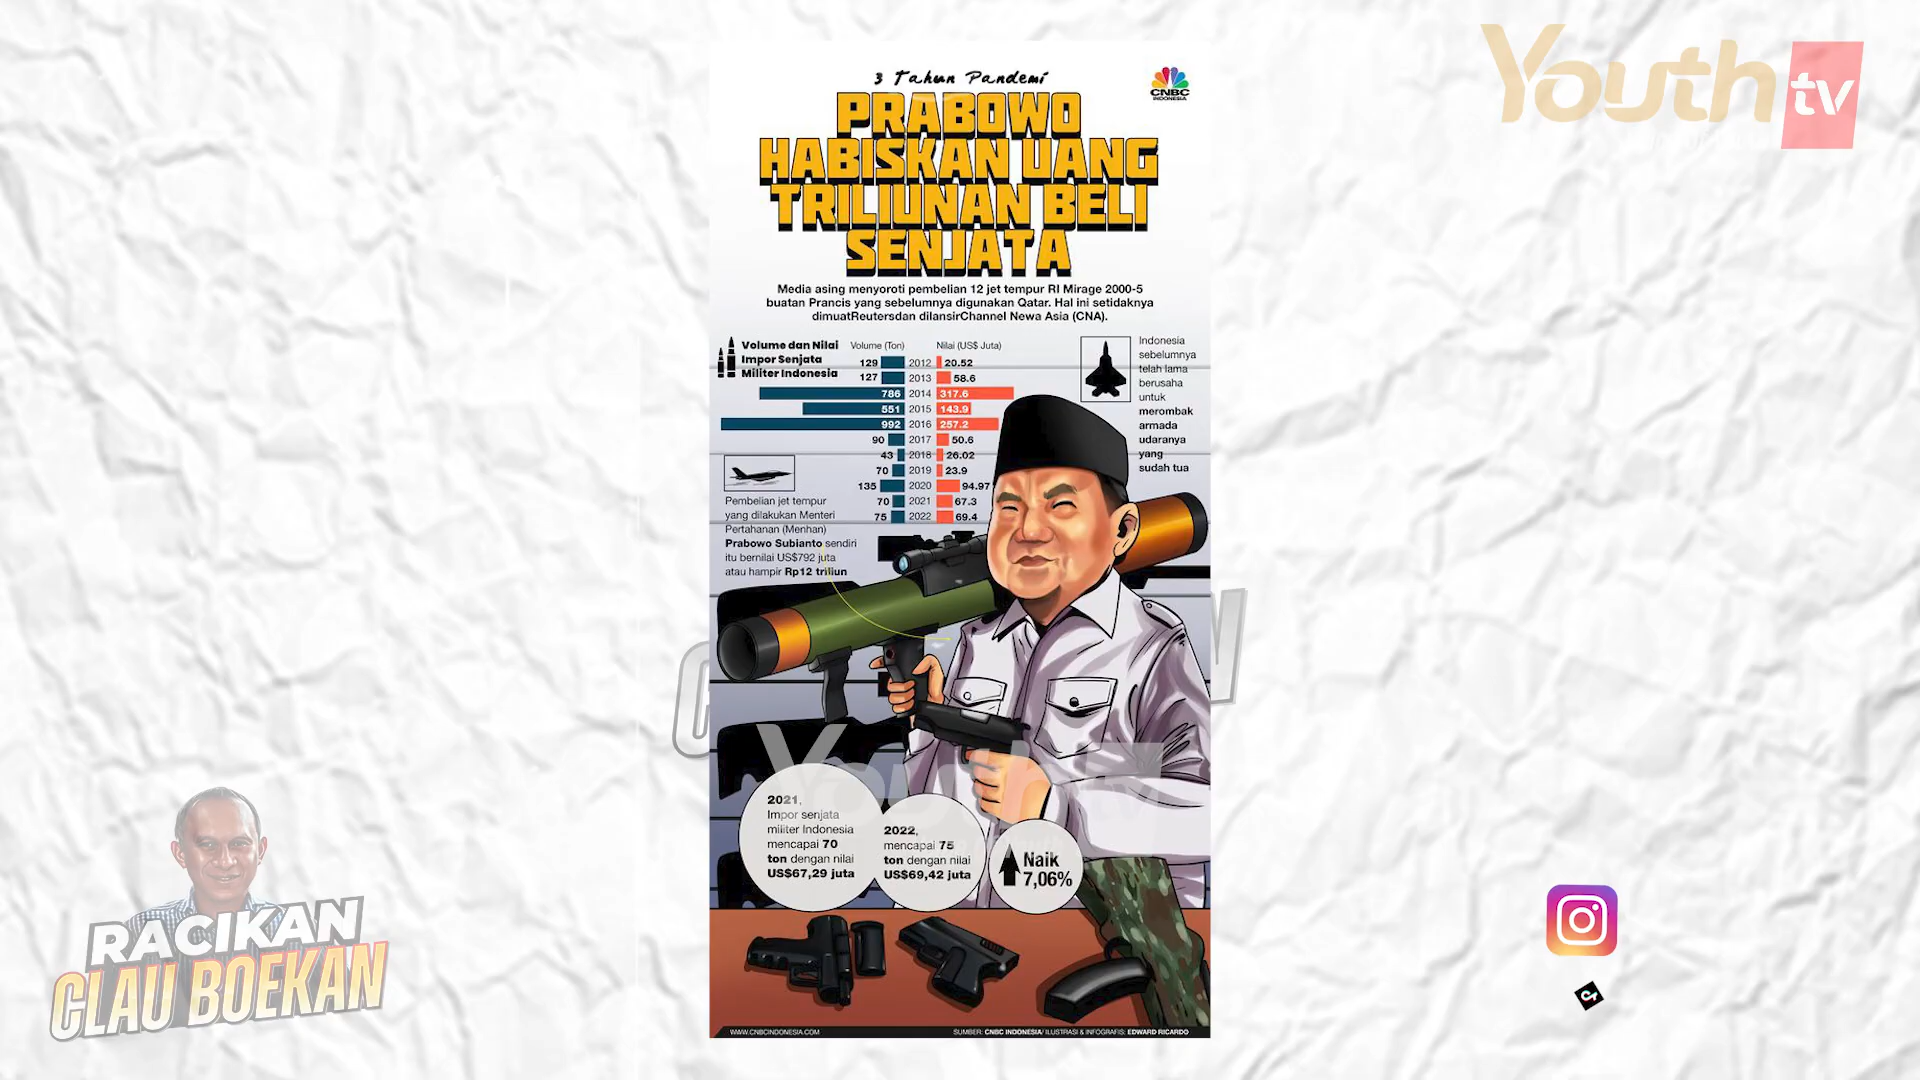 Youth tv
3 Tahun Pandemi
CNBC
INDONESIA
PRABOWO
HABISKAN UANG
TRILIUNAN BELI
SENJATA
Media asing menyoroti pembelian 12 jet tempur RI Mirage 2000-5
buatan Prancis yang sebelumnya digunakan Qatar. Hal ini setidaknya
dimuatReutersdan dilansirChannel Newa Asia (CNA).
Volume dan Nilai
Impor Senjata
Militer Indonesia
Volume (Ton) Nilai (US$ Juta)
129 2012 20.52
127 2013 58.6
786 2014 317.6
551 2015 143.9
992 2016 257.2
90 2017 50.6
43 2018 26.02
70 2019 23.9
135 2020 94.97
70 2021 67.3
75 2022 69.4
Indonesia
sebelumnya
telah lama
berusaha
untuk
merombak
armada
udaranya
yang
sudah tua
Pembelian jet tempur
yang dilakukan Menteri
Pertahanan (Menhan)
Prabowo Subianto sendiri
itu bernilai US$792 juta
atau hampir Rp12 triliun
Youth tv
2021,
Impor senjata
militer Indonesia
mencapai 70
ton dengan nilai
US$67,29 juta
2022,
mencapai 75
ton dengan nilai
US$69,42 juta
Naik
7,06%
WWW.CNBCINDONESIA.COM
SUMBER: CNBC INDONESIA/ ILUSTRASI & INFOGRAFIS: EDWARD RICARDO
RACIKAN
CLAU BOEKAN